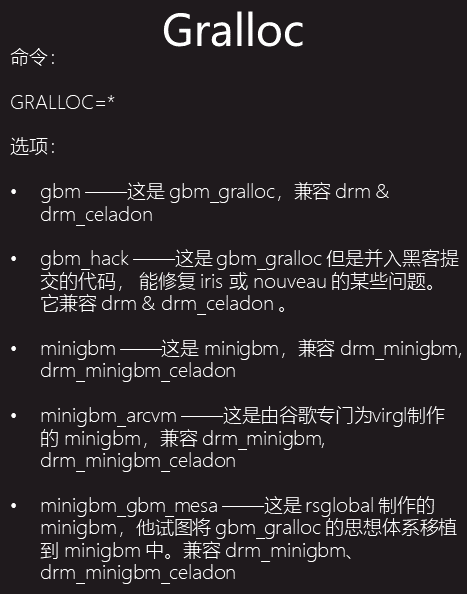 Gralloc
命令：
GRALLOC=*
选项：
• gbm ——这是 gbm_gralloc，兼容 drm &
drm_celadon
• gbm_hack ——这是 gbm_gralloc 但是并入黑客提
交的代码， 能修复 iris 或 nouveau 的某些问题。
它兼容 drm & drm_celadon 。
• minigbm ——这是 minigbm，兼容 drm_minigbm,
drm_minigbm_celadon
• minigbm_arcvm ——这是由谷歌专门为virgl制作
的 minigbm，兼容 drm_minigbm,
drm_minigbm_celadon
• minigbm_gbm_mesa ——这是 rsglobal 制作的
minigbm，他试图将 gbm_gralloc 的思想体系移植
到 minigbm 中。兼容 drm_minigbm、
drm_minigbm_celadon